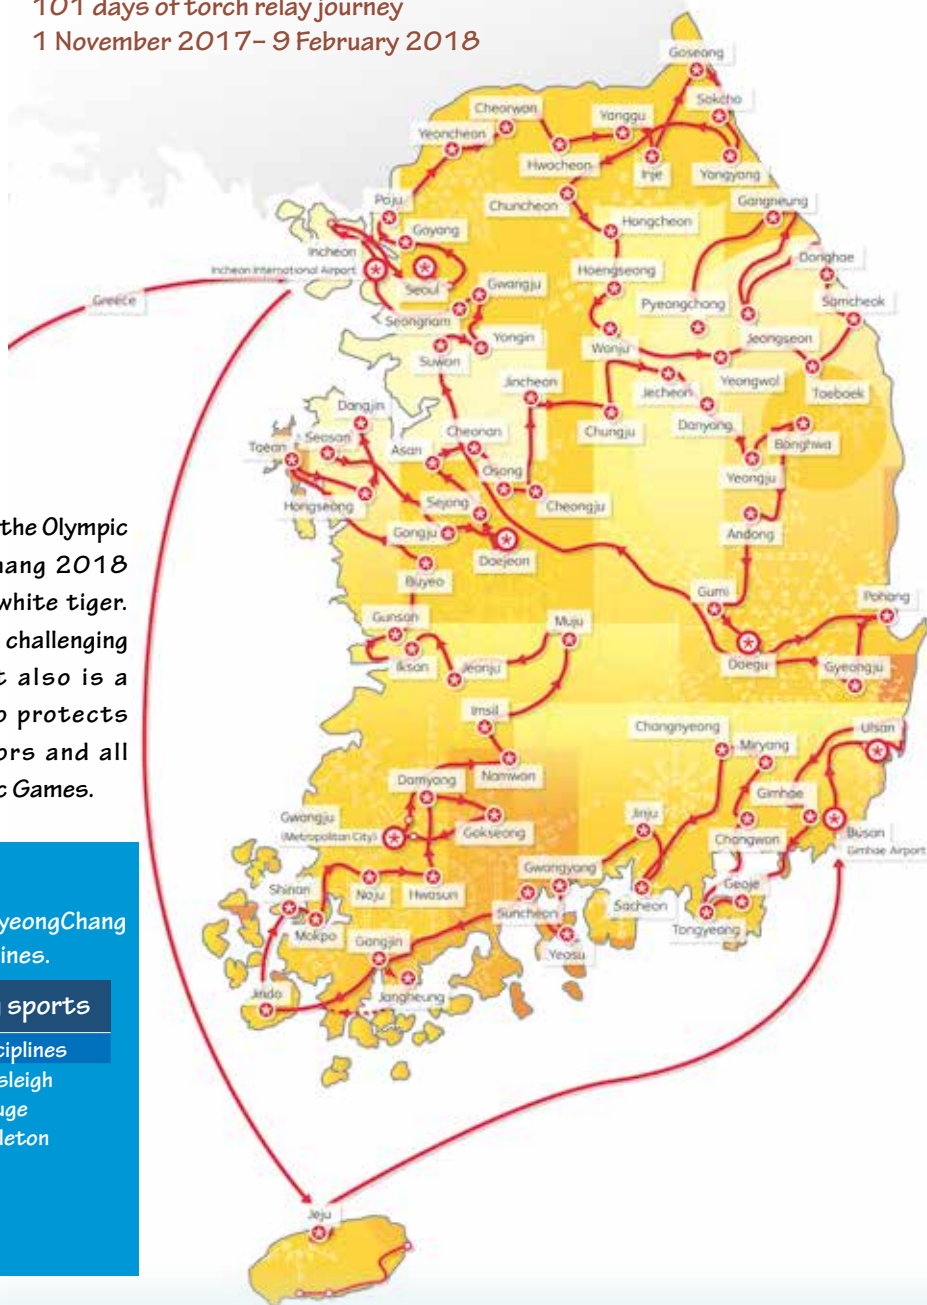 101 days of torch relay journey
1 November 2017– 9 February 2018
Goseong
Sokcho
Cheorwon
Yanggu
Yeoncheon
Hwacheon
Inje
Yangyang
Paju
Chuncheon
Gangneung
Goyang
Hongcheon
Incheon
Incheon International Airport
Hoengseong
Donghae
Seoul
Gwangju
Greece
Pyeongchang
Samcheok
Seongnam
Yongin
Wonju
Jeongseon
Suwon
Jincheon
Yeongwol
Taebaek
Jecheon
Dangjin
Danyang
Taean
Seosan
Asan
Cheonan
Chungju
Bonghwa
Osong
Yeongju
Hongseong
Sejong
Cheongju
Gongju
Andong
Daejeon
Buyeo
Gumi
Pohang
Gunsan
Muju
Iksan
Jeonju
Daegu
Gyeongju
Imsil
Changnyeong
Miryang
Ulsan
Damyang
Namwon
Gimhae
Gwangju
(Metropolitan City)
Gokseong
Jinju
Changwon
Busan
Gimhae Airport
Gwangyang
Shinan
Naju
Hwasun
Geoje
Suncheon
Sacheon
Mokpo
Gangjin
Tongyeong
Yeosu
Jindo
Jangheung
Jeju
the Olympic
hang 2018
white tiger.
challenging
t also is a
o protects
ors and all
c Games.
yeongChang
ines.
sports
ciplines
sleigh
uge
leton